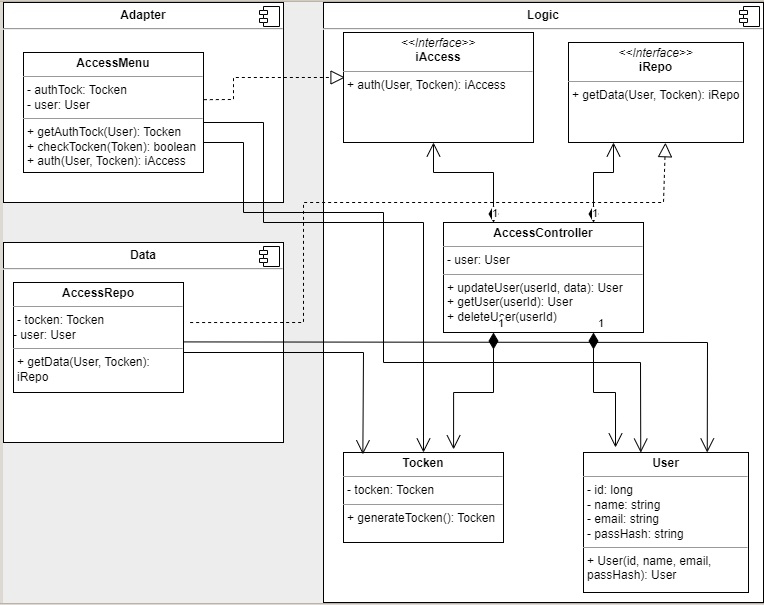 Adapter
AccessMenu
- authTock: Tocken
- user: User
+ getAuthTock(User): Tocken
+ checkTocken(Token): boolean
+ auth(User, Tocken): iAccess
Logic
<<Interface>>
iAccess
+ auth(User, Tocken): iAccess
<<Interface>>
iRepo
+ getData(User, Tocken): iRepo
1
1
AccessController
- user: User
+ updateUser(userId, data): User
+ getUser(userId): User
+ deleteUser(userId)
1
1
Data
AccessRepo
- tocken: Tocken
- user: User
+ getData(User, Tocken):
iRepo
Tocken
- tocken: Tocken
+ generateTocken(): Tocken
User
- id: long
- name: string
- email: string
- passHash: string
+ User(id, name, email,
passHash): User